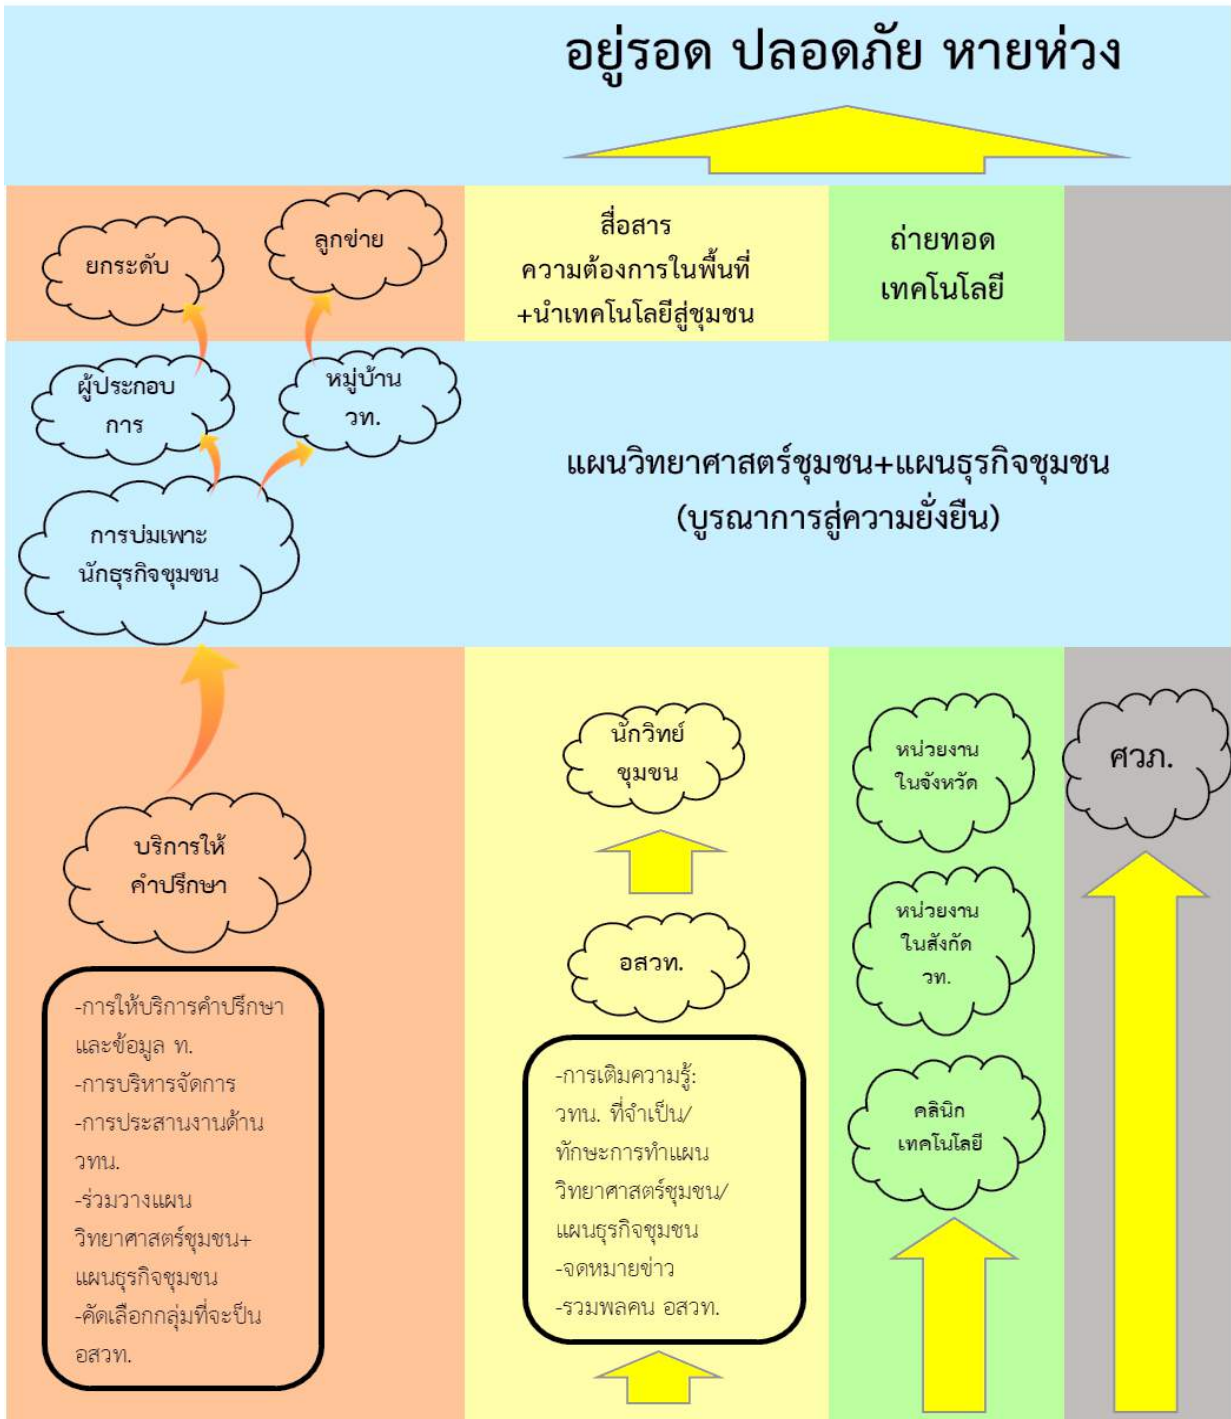 อยู่รอด ปลอดภัย หายห่วง
ยกระดับ
ลูกข่าย
สื่อสาร
ความต้องการในพื้นที่
+นำเทคโนโลยีสู่ชุมชน
ถ่ายทอด
เทคโนโลยี
ผู้ประกอบ
การ
หมู่บ้าน
วท.
การบ่มเพาะ
นักธุรกิจชุมชน
แผนวิทยาศาสตร์ชุมชน+แผนธุรกิจชุมชน
(บูรณาการสู่ความยั่งยืน)
บริการให้
คำปรึกษา
-การให้บริการคำปรึกษา
และข้อมูล ท.
-การบริหารจัดการ
-การประสานงานด้าน
วทน.
-ร่วมวางแผน
วิทยาศาสตร์ชุมชน+
แผนธุรกิจชุมชน
-คัดเลือกกลุ่มที่จะป็น
อสวท.
นักวิทย์
ชุมชน
อสวท.
-การเติมความรู้:
วทน. ที่จำเป็น/
ทักษะการทำแผน
วิทยาศาสตร์ชุมชน/
แผนธุรกิจชุมชน
-จดหมายข่าว
-รวมพลคน อสวท.
หน่วยงาน
ในจังหวัด
หน่วยงาน
ในสังกัด
วท.
คลินิก
เทคโนโลยี
ศวภ.